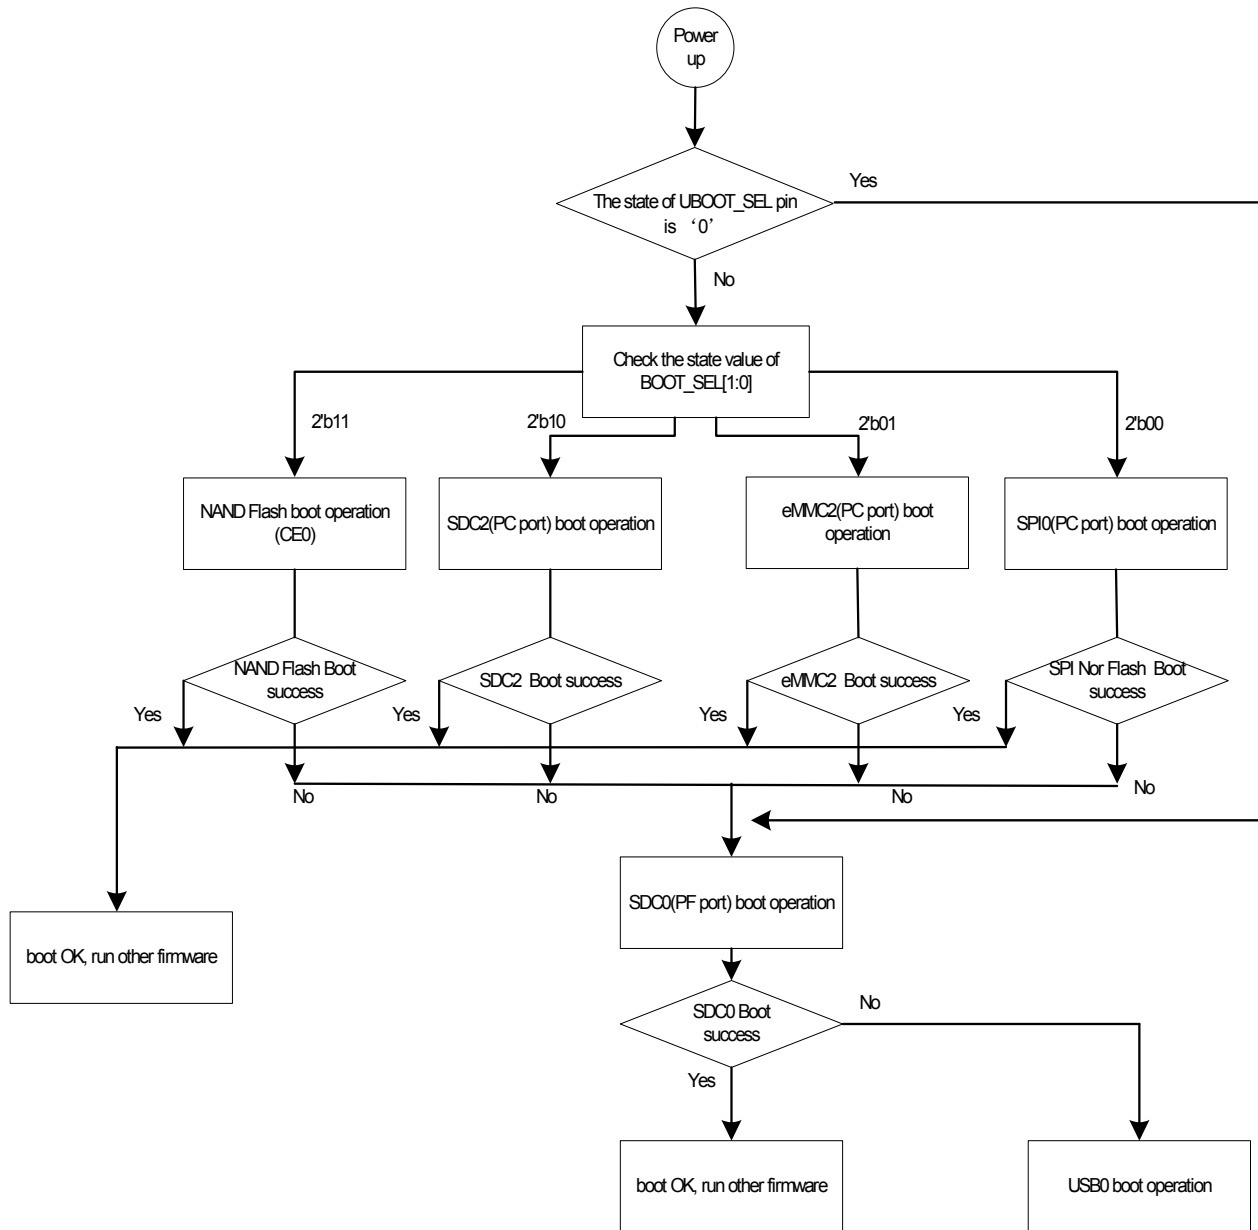 Power
up
The state of UBOOT_SEL pin
is ‘0’
Yes
No
Check the state value of
BOOT_SEL[1:0]
2'b11
2'b10
2'b01
2'b00
NAND Flash boot operation
(CE0)
SDC2(PC port) boot operation
eMMC2(PC port) boot
operation
SPI0(PC port) boot operation
NAND Flash Boot
success
SDC2 Boot success
eMMC2 Boot success
SPI Nor Flash Boot
success
Yes
Yes
Yes
Yes
No
No
No
No
SDC0(PF port) boot operation
boot OK, run other firmware
SDC0 Boot
success
No
Yes
boot OK, run other firmware
USB0 boot operation